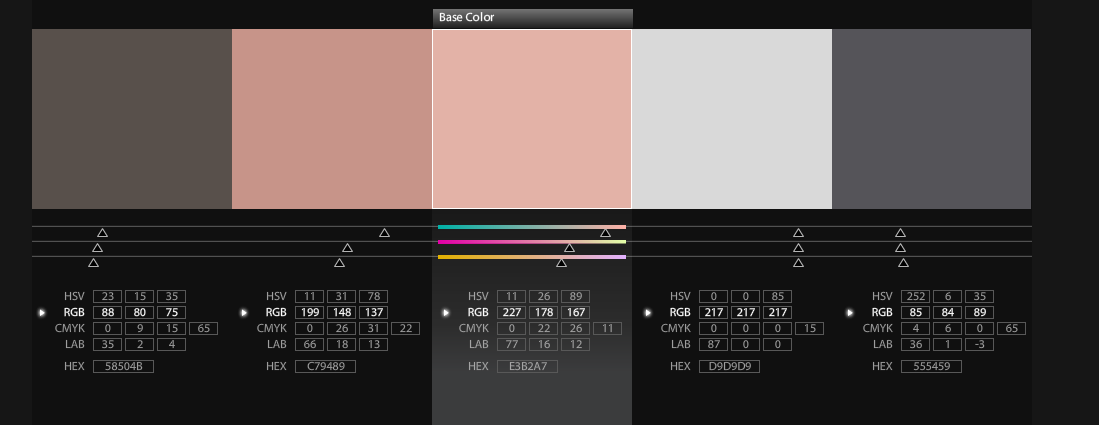 Base Color
HSV 23 15 35 HSV 11 31 78 HSV 11 26 89 HSV 0 0 85 HSV 252 6 35
RGB 88 80 75 RGB 199 148 137 RGB 227 178 167 RGB 217 217 217 RGB 85 84 89
CMYK 0 9 15 65 CMYK 0 26 31 22 CMYK 0 22 26 11 CMYK 0 0 0 15 CMYK 4 6 0 65
LAB 35 2 4 LAB 66 18 13 LAB 77 16 12 LAB 87 0 0 LAB 36 1 -3
HEX 58504B HEX C79489 HEX E3B2A7 HEX D9D9D9 HEX 555459